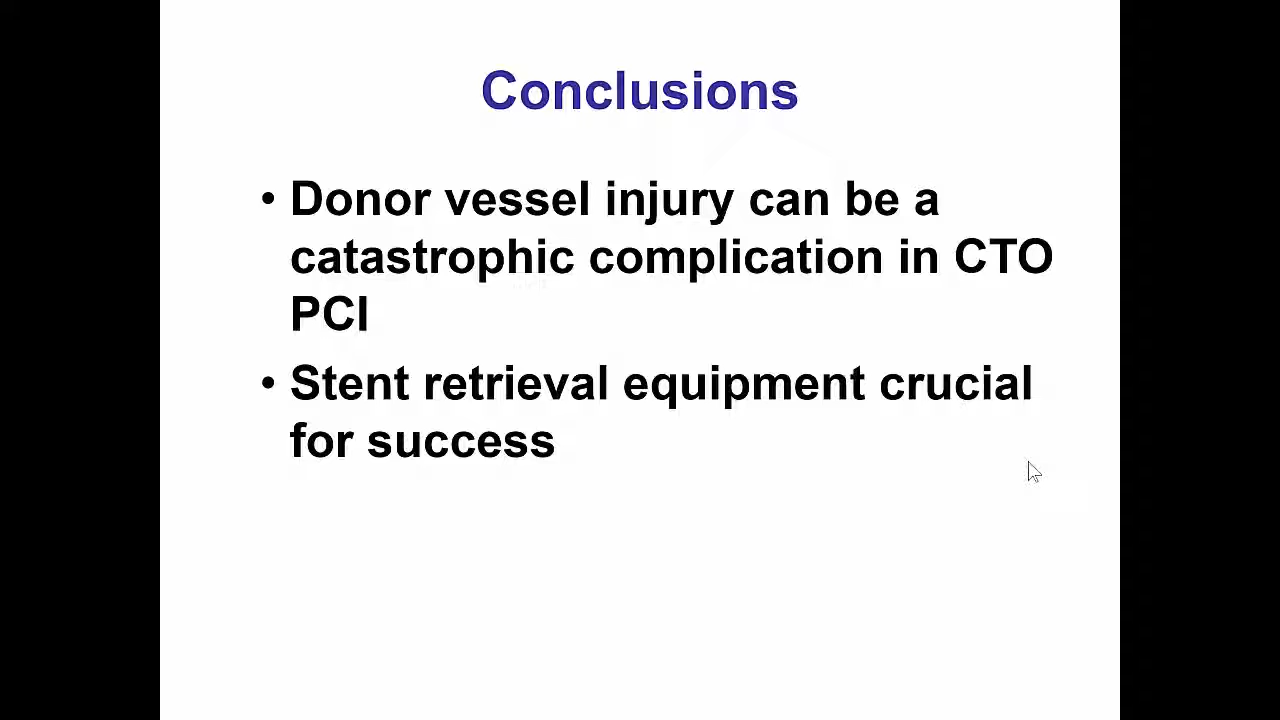 Conclusions
• Donor vessel injury can be a
catastrophic complication in CTO
PCI
• Stent retrieval equipment crucial
for success